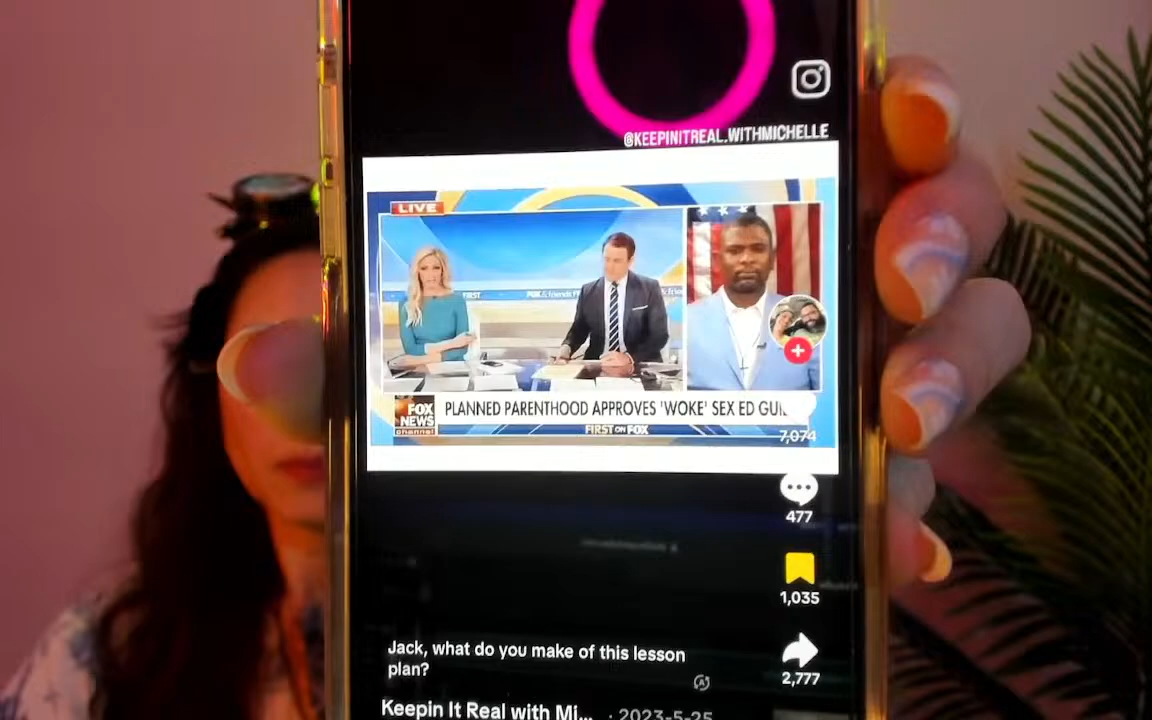 @KEEPINITREAL.WITHMICHELLE
LIVE
FIRST
FOX & friends
FOX NEWS channel
PLANNED PARENTHOOD APPROVES 'WOKE' SEX ED
FIRST ON FOX
7,074
477
1,035
2,777
Jack, what do you make of this lesson
plan?
Keepin It Real with Mi... · 2023-5-25